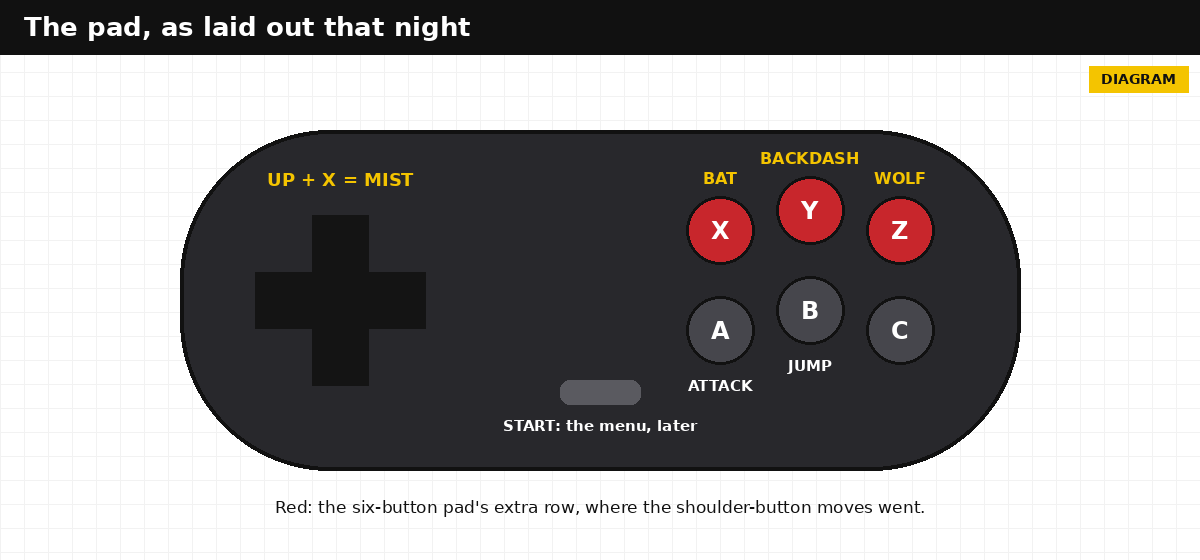 The pad, as laid out that night
DIAGRAM
BACKDASH
UP + X = MIST
BAT
WOLF
X
Y
Z
A
B
C
JUMP
ATTACK
START: the menu, later
Red: the six-button pad's extra row, where the shoulder-button moves went.